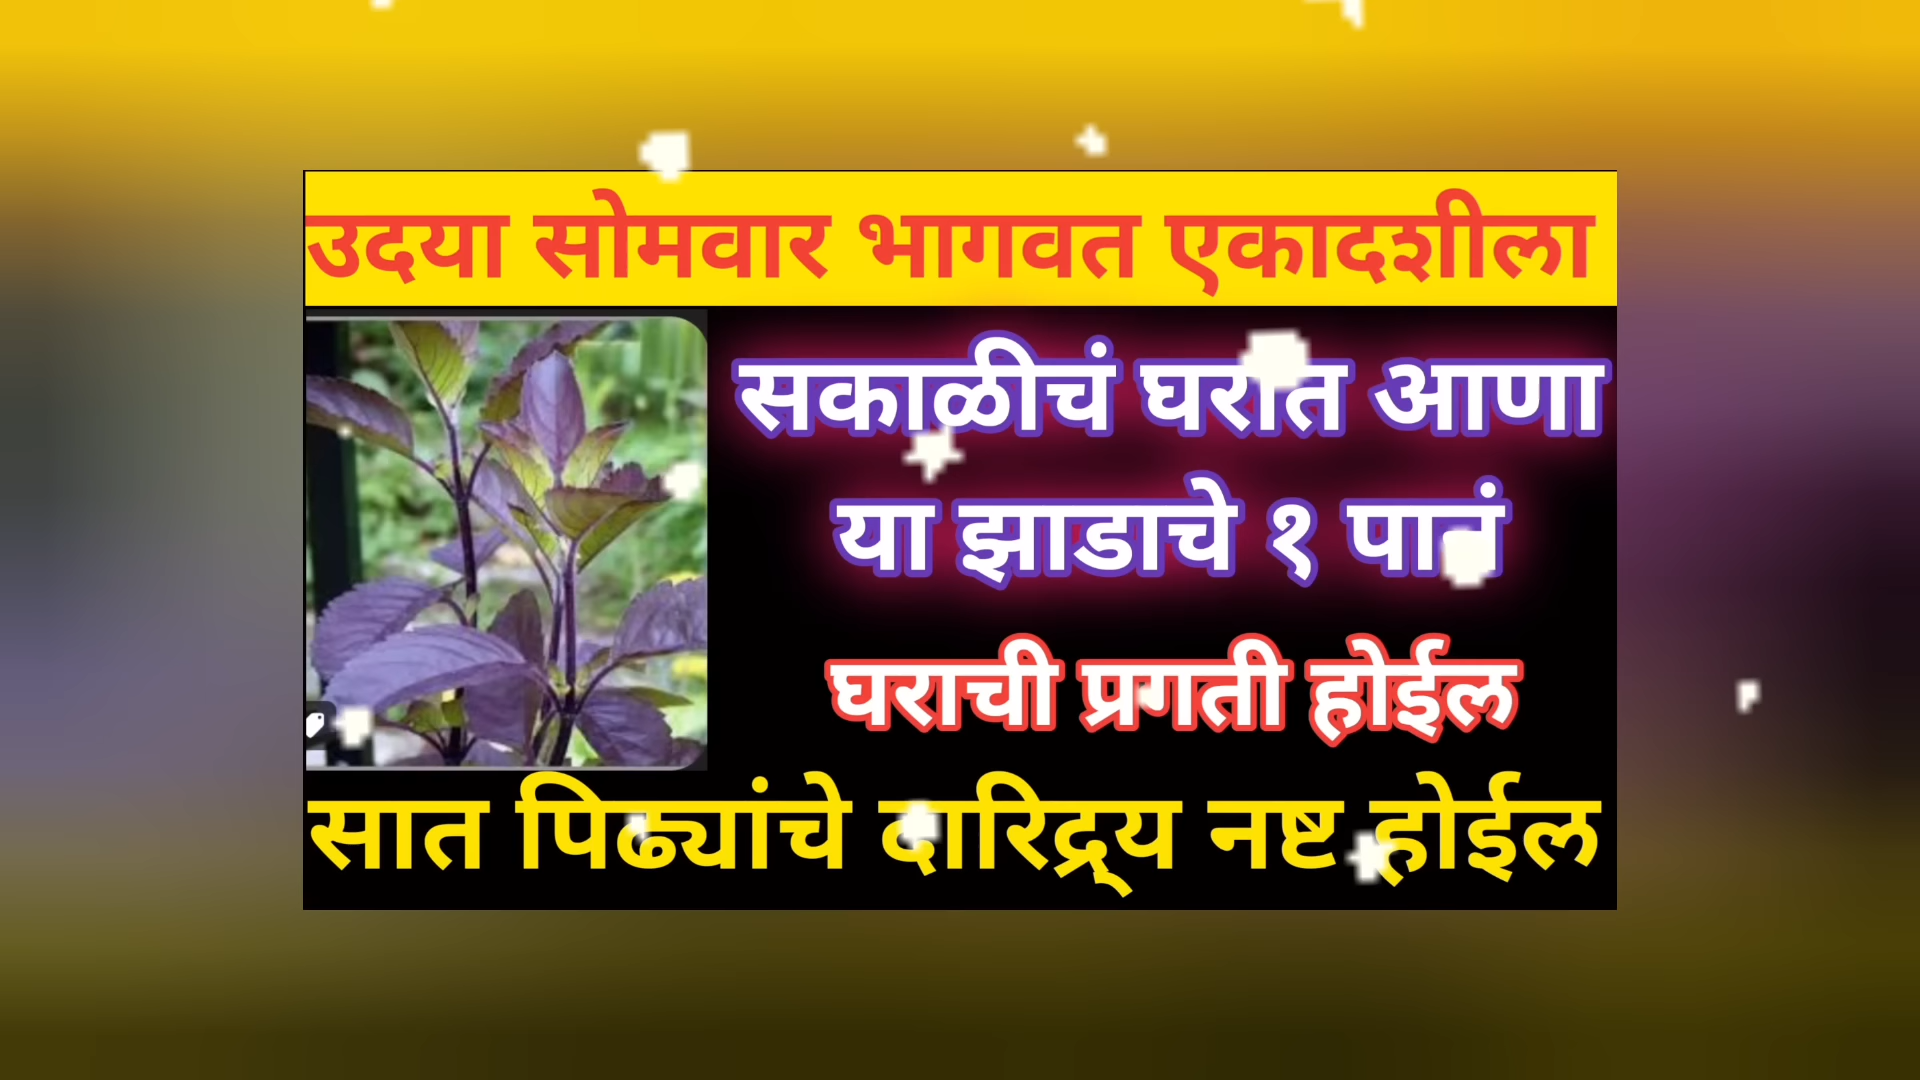 उदया सोमवार भागवत एकादशीला
सकाळीचं घरात आणा
या झाडाचे १ पानं
घराची प्रगती होईल
सात पिढ्यांचे दारिद्र्य नष्ट होईल